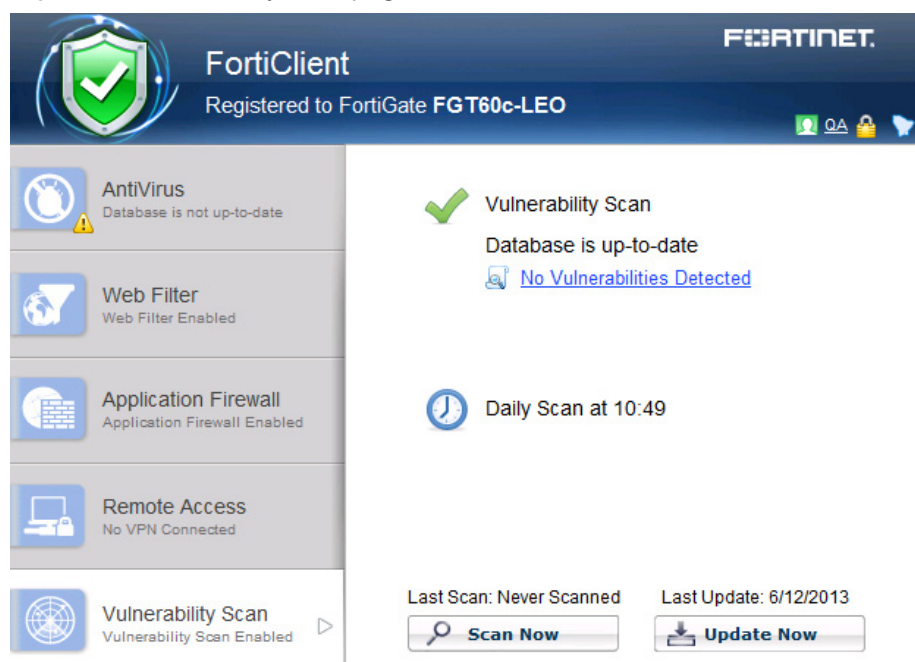 FORTINET.
FortiClient
Registered to FortiGate FGT60c-LEO
QA
AntiVirus
Database is not up-to-date
Web Filter
Web Filter Enabled
Application Firewall
Application Firewall Enabled
Remote Access
No VPN Connected
Vulnerability Scan
Vulnerability Scan Enabled
Vulnerability Scan
Database is up-to-date
No Vulnerabilities Detected
Daily Scan at 10:49
Last Scan: Never Scanned
Last Update: 6/12/2013
Scan Now
Update Now